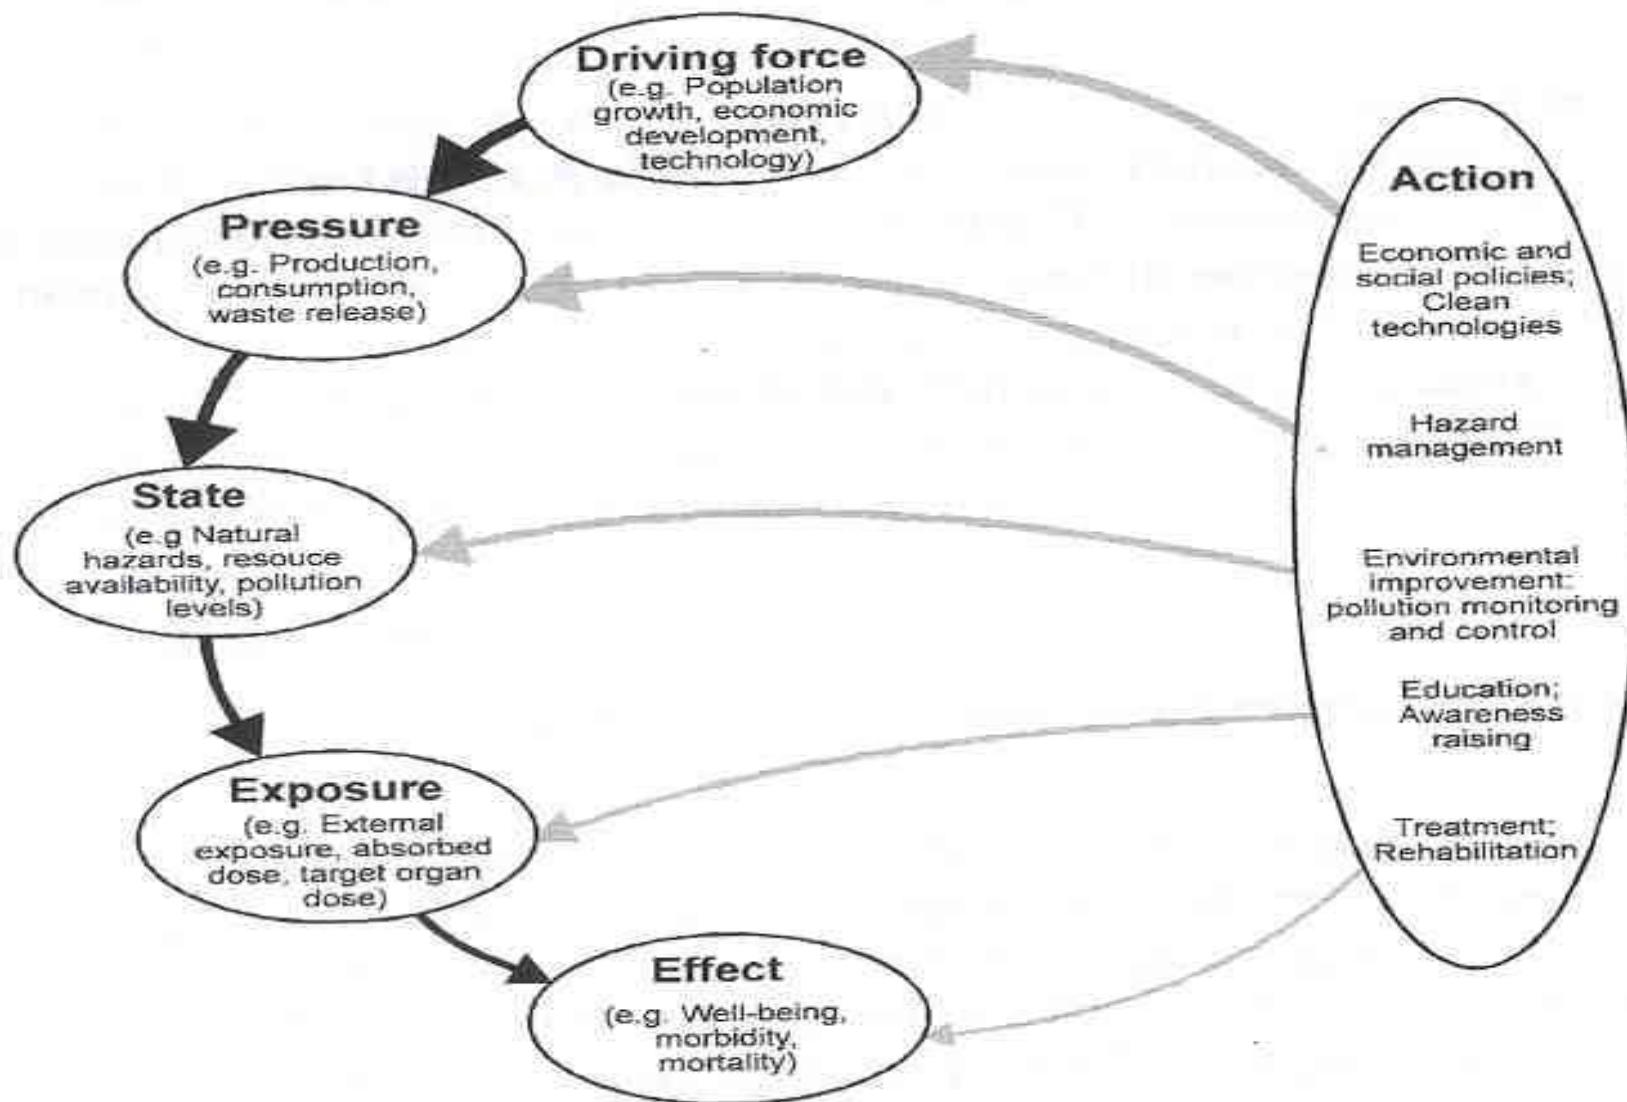 Driving force
(e.g. Population
growth, economic
development,
technology)
Pressure
(e.g. Production,
consumption,
waste release)
State
(e.g Natural
hazards, resouce
availability, pollution
levels)
Exposure
(e.g. External
exposure, absorbed
dose, target organ
dose)
Effect
(e.g. Well-being,
morbidity,
mortality)
Action
Economic and
social policies;
Clean
technologies
Hazard
management
Environmental
improvement:
pollution monitoring
and control
Education;
Awareness
raising
Treatment;
Rehabilitation